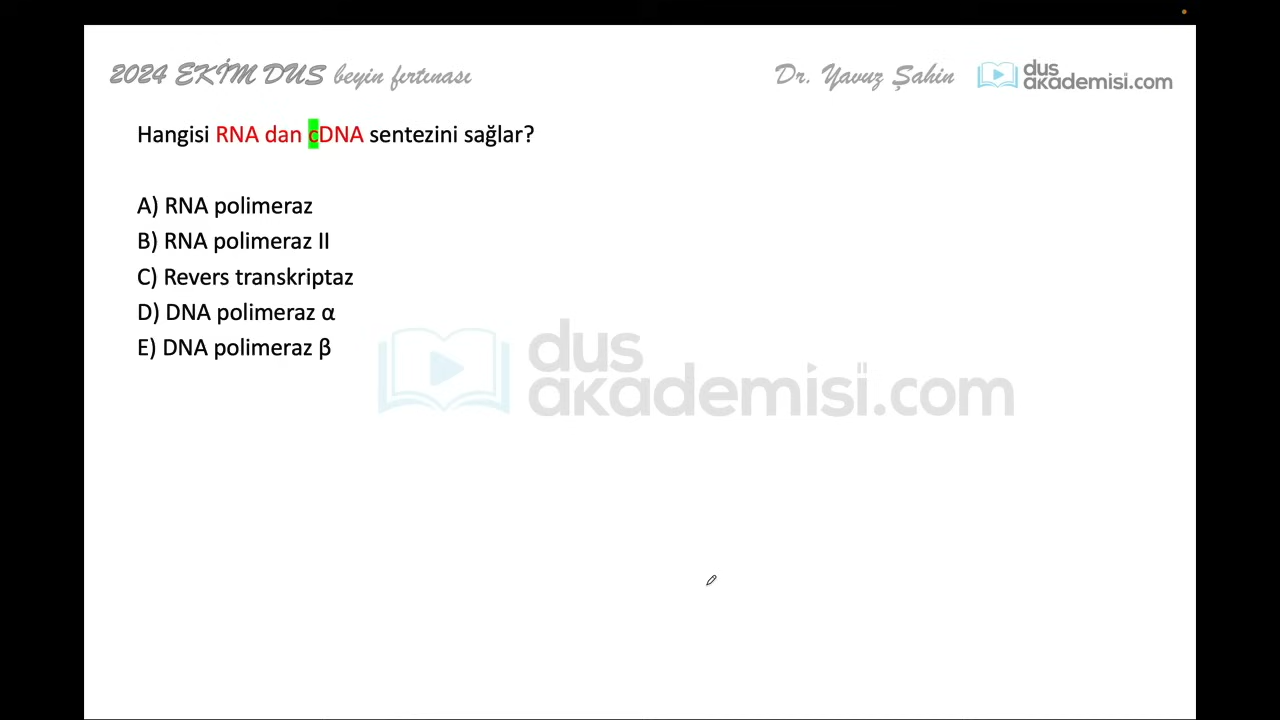 2024 EKİM DUS beyin fırtınası
Dr. Yavuz Şahin
dus akademisi.com
Hangisi RNA dan cDNA sentezini sağlar?
A) RNA polimeraz
B) RNA polimeraz II
C) Revers transkriptaz
D) DNA polimeraz α
E) DNA polimeraz β
dus
akademisi.com